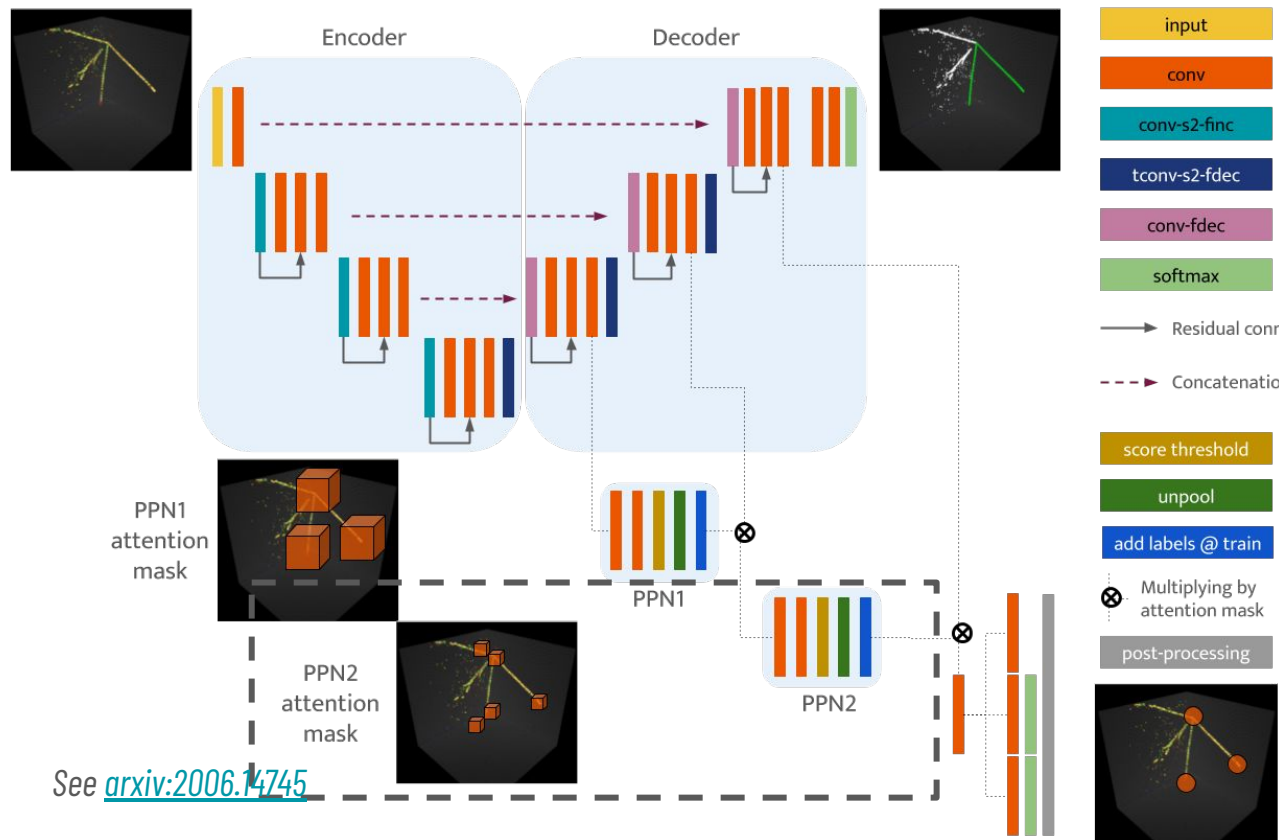 Encoder
Decoder
input
conv
conv-s2-finc
tconv-s2-fdec
conv-fdec
softmax
Residual conn
Concatenatio
score threshold
unpool
add labels @ train
Multiplying by
attention mask
post-processing
PPN1
attention
mask
PPN1
PPN2
attention
mask
PPN2
See arxiv:2006.14745